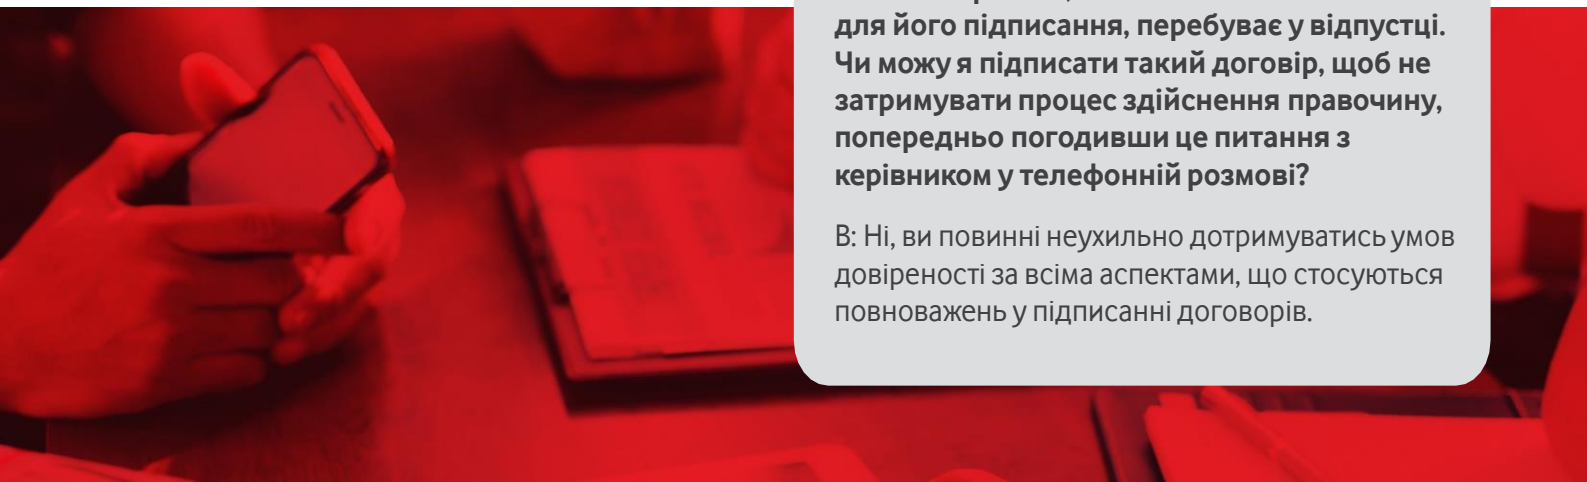 для його підписання, перебуває у відпустці.
Чи можу я підписати такий договір, щоб не
затримувати процес здійснення правочину,
попередньо погодивши це питання з
керівником у телефонній розмові?
В: Ні, ви повинні неухильно дотримуватись умов
довіреності за всіма аспектами, що стосуються
повноважень у підписанні договорів.